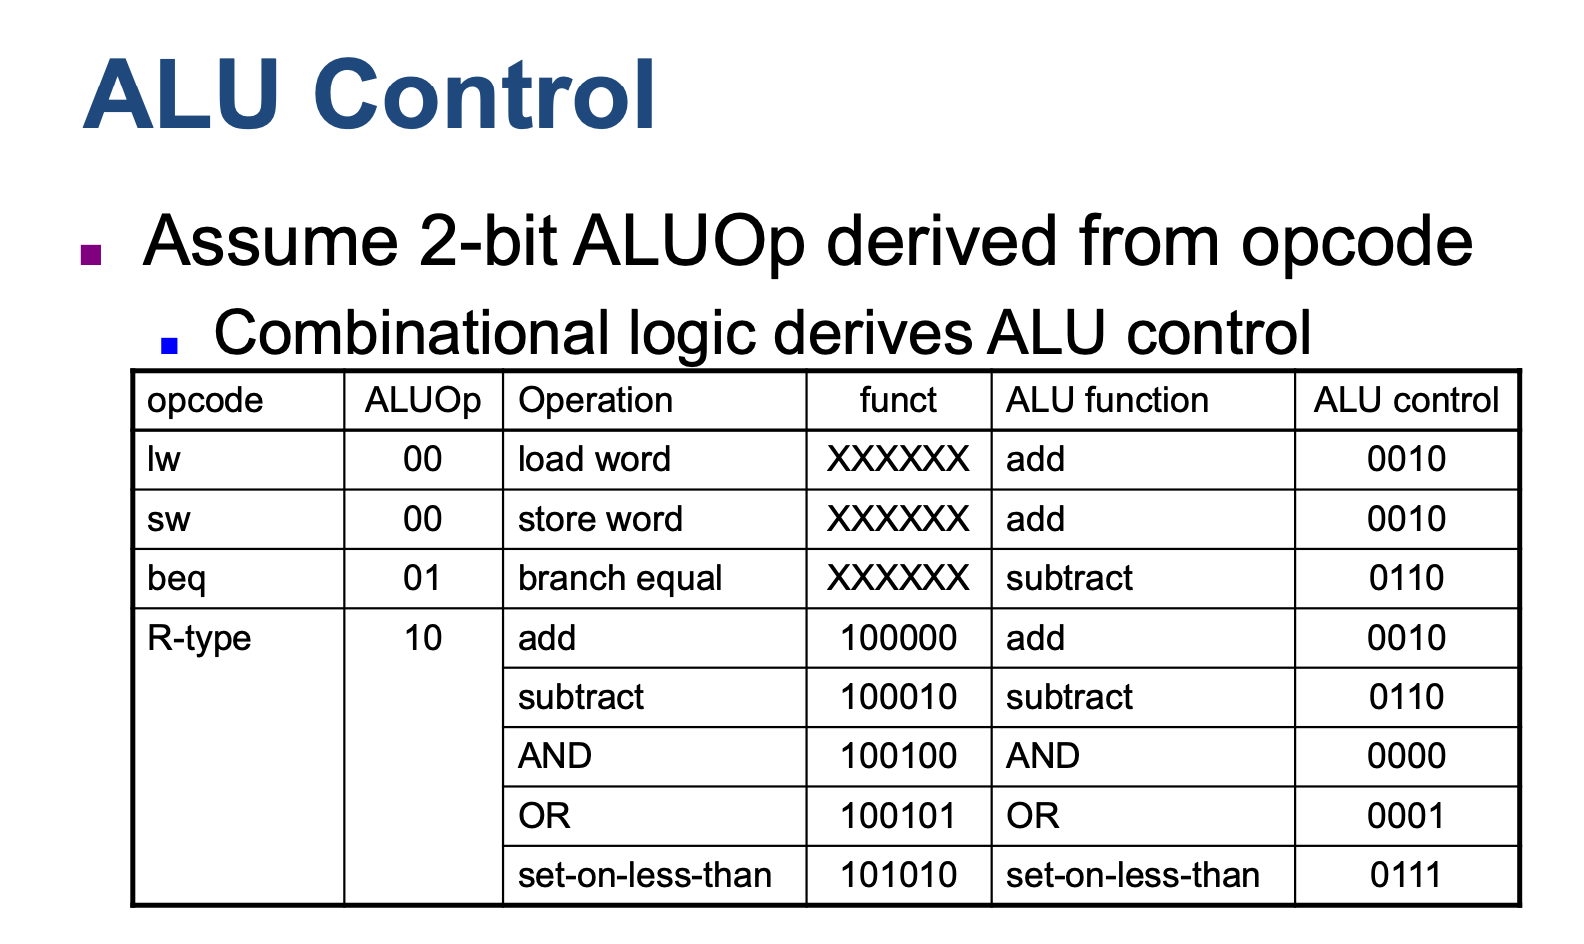 ALU Control
Assume 2-bit ALUOp derived from opcode
Combinational logic derives ALU control
opcode ALUOp Operation funct ALU function ALU control
lw 00 load word XXXXXX add 0010
sw 00 store word XXXXXX add 0010
beq 01 branch equal XXXXXX subtract 0110
R-type 10 add 100000 add 0010
subtract 100010 subtract 0110
AND 100100 AND 0000
OR 100101 OR 0001
set-on-less-than 101010 set-on-less-than 0111